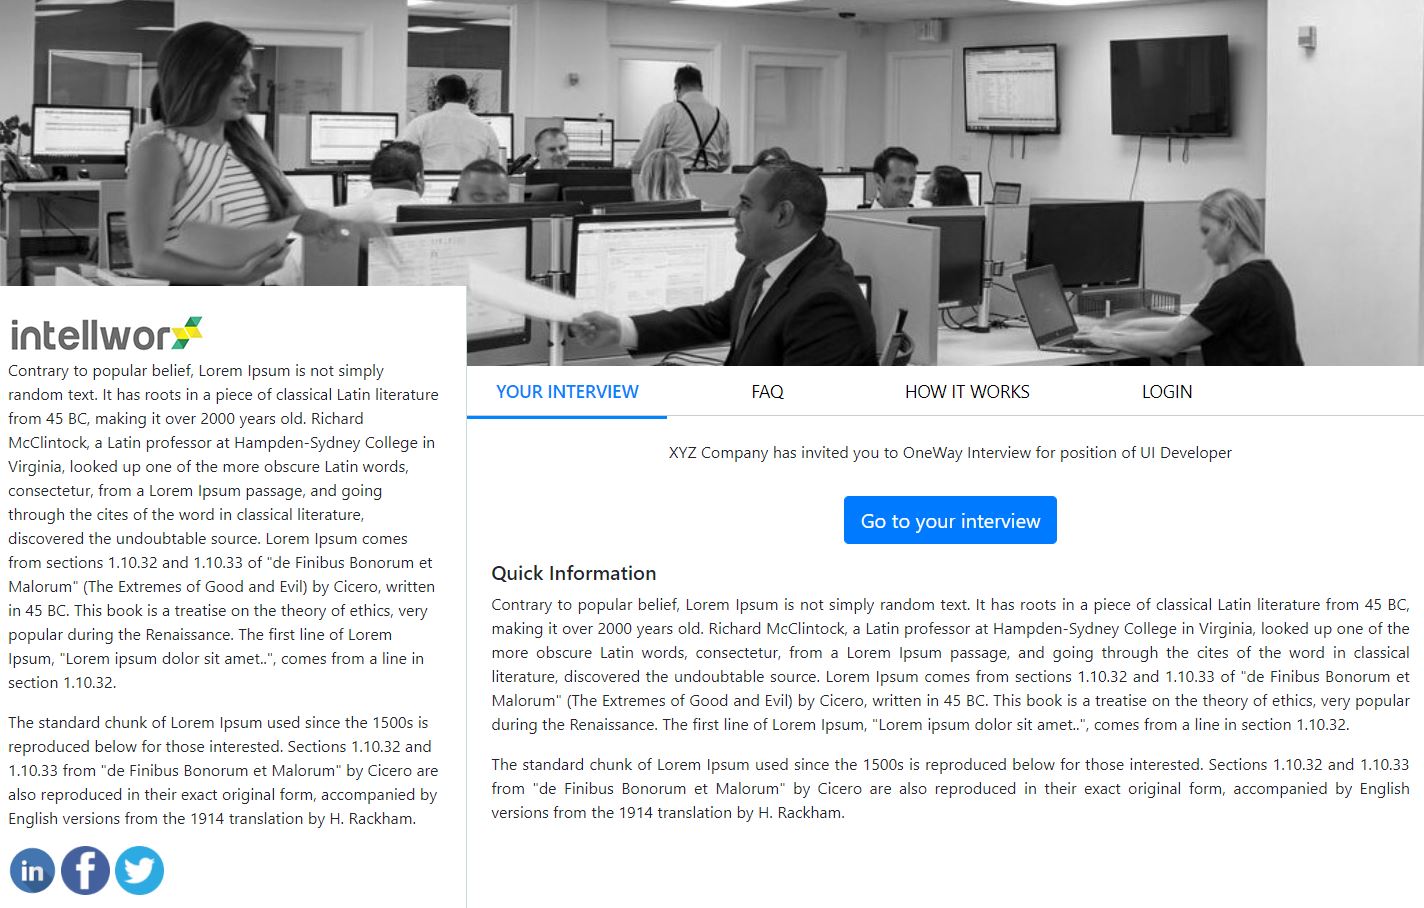 intellwor
Contrary to popular belief, Lorem Ipsum is not simply
random text. It has roots in a piece of classical Latin literature
from 45 BC, making it over 2000 years old. Richard
McClintock, a Latin professor at Hampden-Sydney College in
Virginia, looked up one of the more obscure Latin words,
consectetur, from a Lorem Ipsum passage, and going
through the cites of the word in classical literature,
discovered the undoubtable source. Lorem Ipsum comes
from sections 1.10.32 and 1.10.33 of "de Finibus Bonorum et
Malorum" (The Extremes of Good and Evil) by Cicero, written
in 45 BC. This book is a treatise on the theory of ethics, very
popular during the Renaissance. The first line of Lorem
Ipsum, "Lorem ipsum dolor sit amet..", comes from a line in
section 1.10.32.
The standard chunk of Lorem Ipsum used since the 1500s is
reproduced below for those interested. Sections 1.10.32 and
1.10.33 from "de Finibus Bonorum et Malorum" by Cicero are
also reproduced in their exact original form, accompanied by
English versions from the 1914 translation by H. Rackham.
in f
YOUR INTERVIEW FAQ HOW IT WORKS LOGIN
XYZ Company has invited you to OneWay Interview for position of UI Developer
Go to your interview
Quick Information
Contrary to popular belief, Lorem Ipsum is not simply random text. It has roots in a piece of classical Latin literature from 45 BC,
making it over 2000 years old. Richard McClintock, a Latin professor at Hampden-Sydney College in Virginia, looked up one of the
more obscure Latin words, consectetur, from a Lorem Ipsum passage, and going through the cites of the word in classical
literature, discovered the undoubtable source. Lorem Ipsum comes from sections 1.10.32 and 1.10.33 of "de Finibus Bonorum et
Malorum" (The Extremes of Good and Evil) by Cicero, written in 45 BC. This book is a treatise on the theory of ethics, very popular
during the Renaissance. The first line of Lorem Ipsum, "Lorem ipsum dolor sit amet..", comes from a line in section 1.10.32.
The standard chunk of Lorem Ipsum used since the 1500s is reproduced below for those interested. Sections 1.10.32 and 1.10.33
from "de Finibus Bonorum et Malorum" by Cicero are also reproduced in their exact original form, accompanied by English
versions from the 1914 translation by H. Rackham.